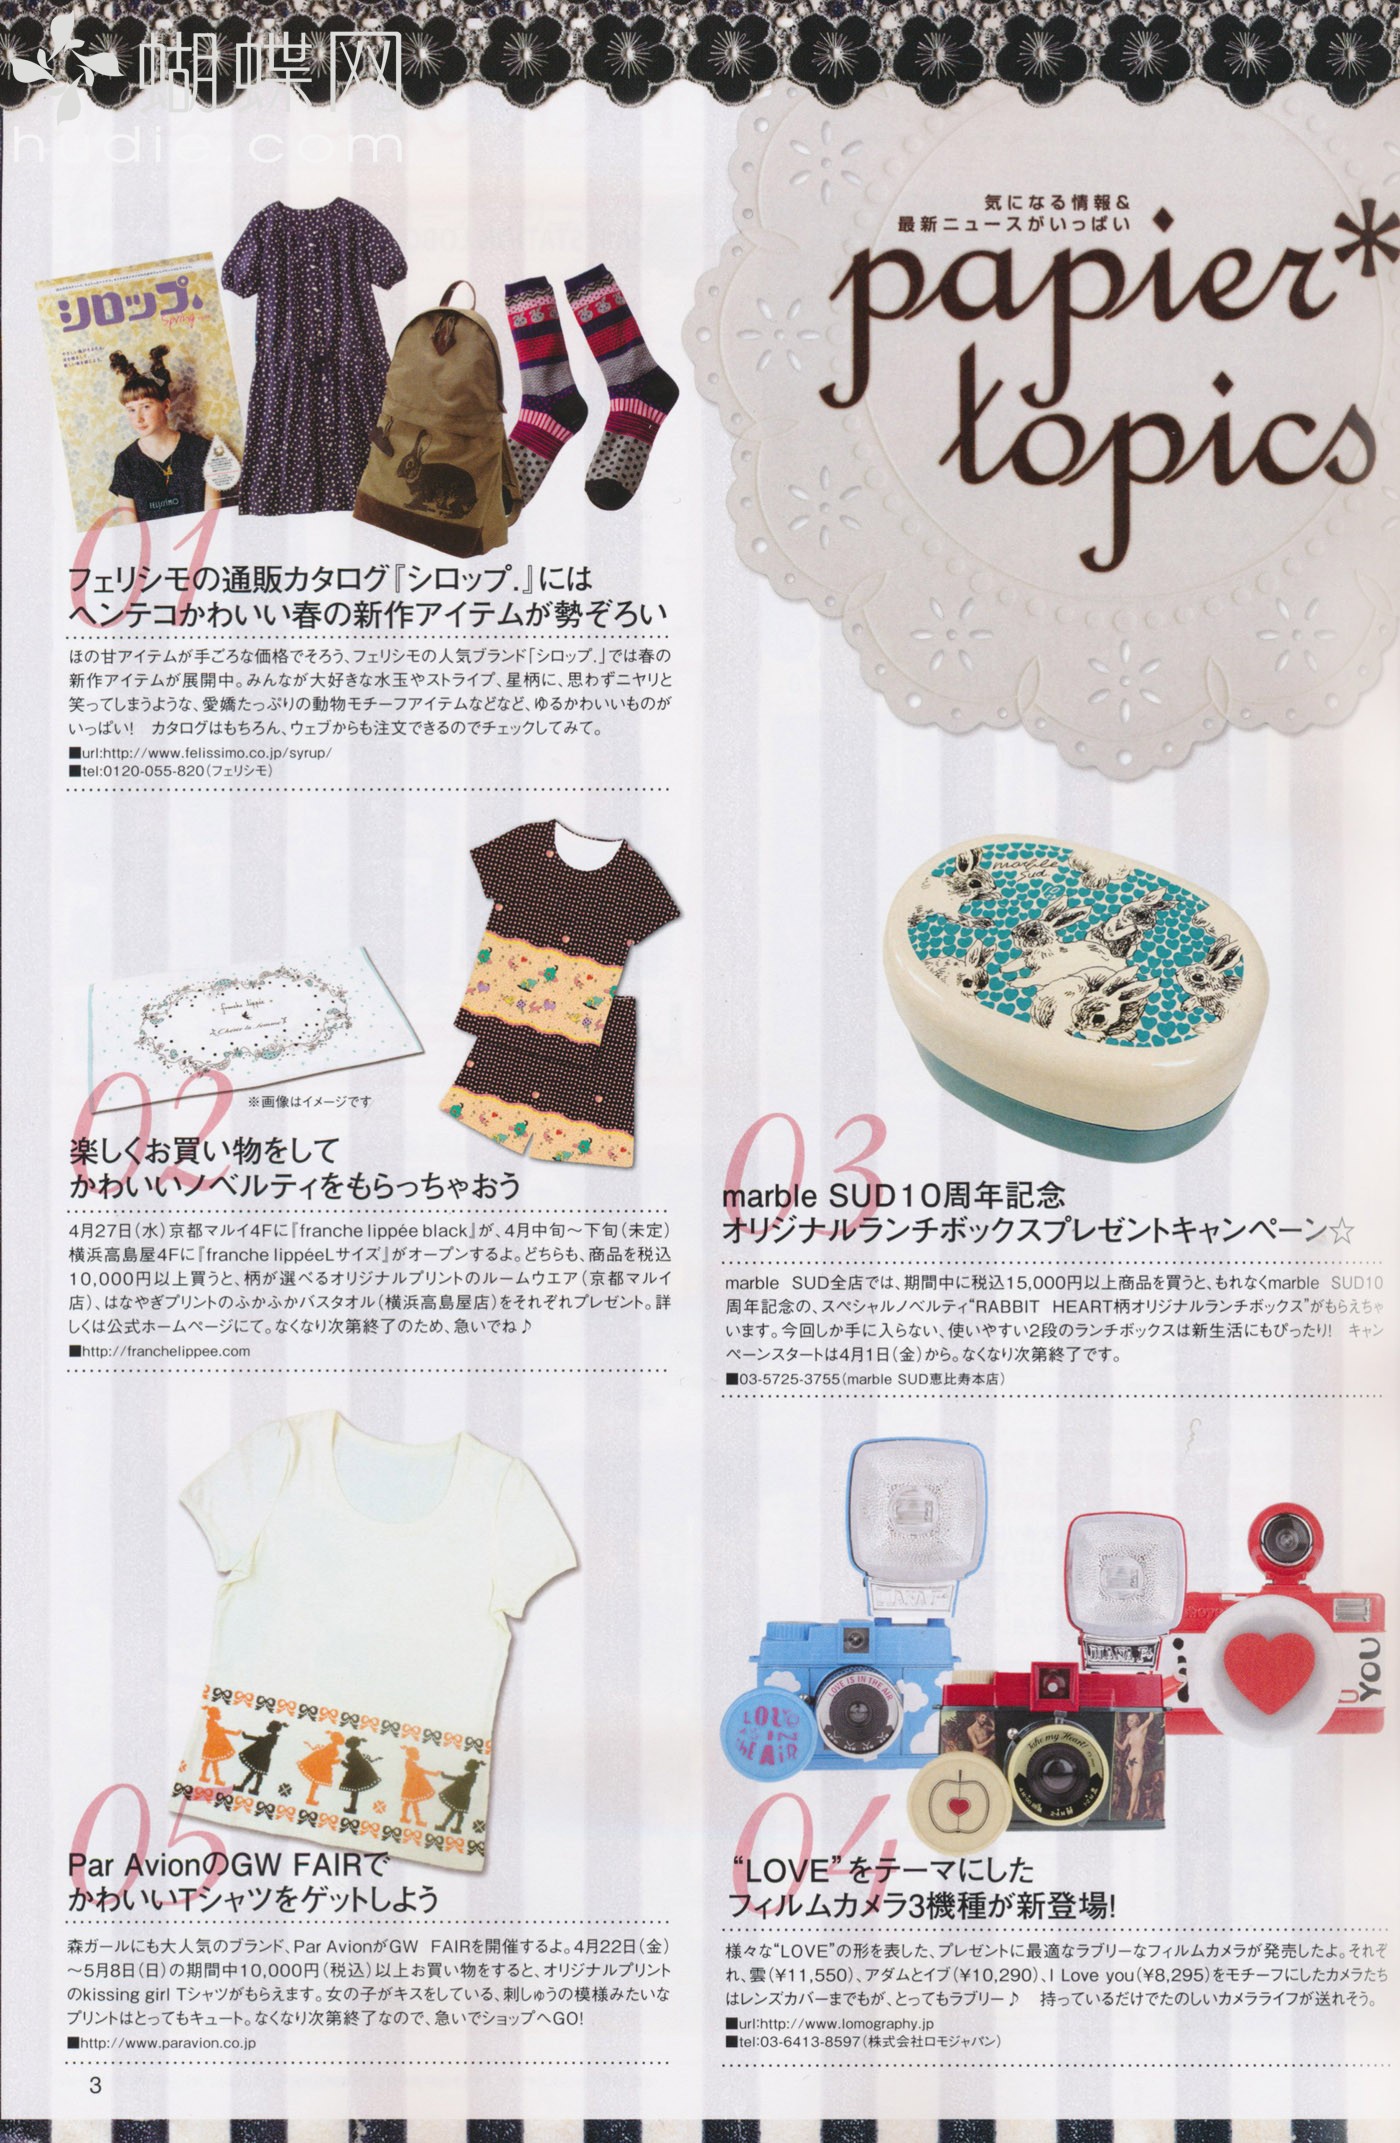 蝴蝶网
hudie.com
気になる情報&
最新ニュースがいっぱい
papier*
topics
シロップ.
Spring
FELISSIMO
01
フェリシモの通販カタログ『シロップ.』には
ヘンテコかわいい春の新作アイテムが勢ぞろい
ほの甘アイテムが手ごろな価格でそろう、フェリシモの人気ブランド「シロップ.」では春の
新作アイテムが展開中。みんなが大好きな水玉やストライプ、星柄に、思わずニヤリと
笑ってしまうような、愛嬌たっぷりの動物モチーフアイテムなどなど、ゆるかわいいものが
いっぱい!　カタログはもちろん、ウェブからも注文できるのでチェックしてみて。
■url:http://www.felissimo.co.jp/syrup/
■tel:0120-055-820(フェリシモ)
franche lippée
※画像はイメージです
02
楽しくお買い物をして
かわいいノベルティをもらっちゃおう
4月27日(水)京都マルイ4Fに『franche lippée black』が、4月中旬〜下旬(未定)
横浜高島屋4Fに『franche lippéeLサイズ』がオープンするよ。どちらも、商品を税込
10,000円以上買うと、柄が選べるオリジナルプリントのルームウエア(京都マルイ
店)、はなやぎプリントのふかふかバスタオル(横浜高島屋店)をそれぞれプレゼント。詳
しくは公式ホームページにて。なくなり次第終了のため、急いでね♪
■http://franchelippee.com
marble
Sud
10
03
marble SUD10周年記念
オリジナルランチボックスプレゼントキャンペーン☆
marble SUD全店では、期間中に税込15,000円以上商品を買うと、もれなくmarble SUD10
周年記念の、スペシャルノベルティ“RABBIT HEART柄オリジナルランチボックス”がもらえちゃ
います。今回しか手に入らない、使いやすい2段のランチボックスは新生活にもぴったり!　キャン
ペーンスタートは4月1日(金)から。なくなり次第終了です。
■03-5725-3755(marble SUD恵比寿本店)
LOVE IS IN THE AIR
LOVE
IS IN
THE AIR
Take my Heart!
U
YOU
04
“LOVE”をテーマにした
フィルムカメラ3機種が新登場!
様々な“LOVE”の形を表した、プレゼントに最適なラブリーなフィルムカメラが発売したよ。それぞ
れ、雲(¥11,550)、アダムとイブ(¥10,290)、I Love you(¥8,295)をモチーフにしたカメラたち
はレンズカバーまでもが、とってもラブリー♪　持っているだけでたのしいカメラライフが送れそう。
■url:http://www.lomography.jp
■tel:03-6413-8597(株式会社ロモジャパン)
05
Par AvionのGW FAIRで
かわいいTシャツをゲットしよう
森ガールにも大人気のブランド、Par AvionがGW FAIRを開催するよ。4月22日(金)
〜5月8日(日)の期間中10,000円(税込)以上お買い物をすると、オリジナルプリント
のkissing girl Tシャツがもらえます。女の子がキスをしている、刺しゅうの模様みたいな
プリントはとってもキュート。なくなり次第終了なので、急いでショップへGO!
■http://www.paravion.co.jp
3